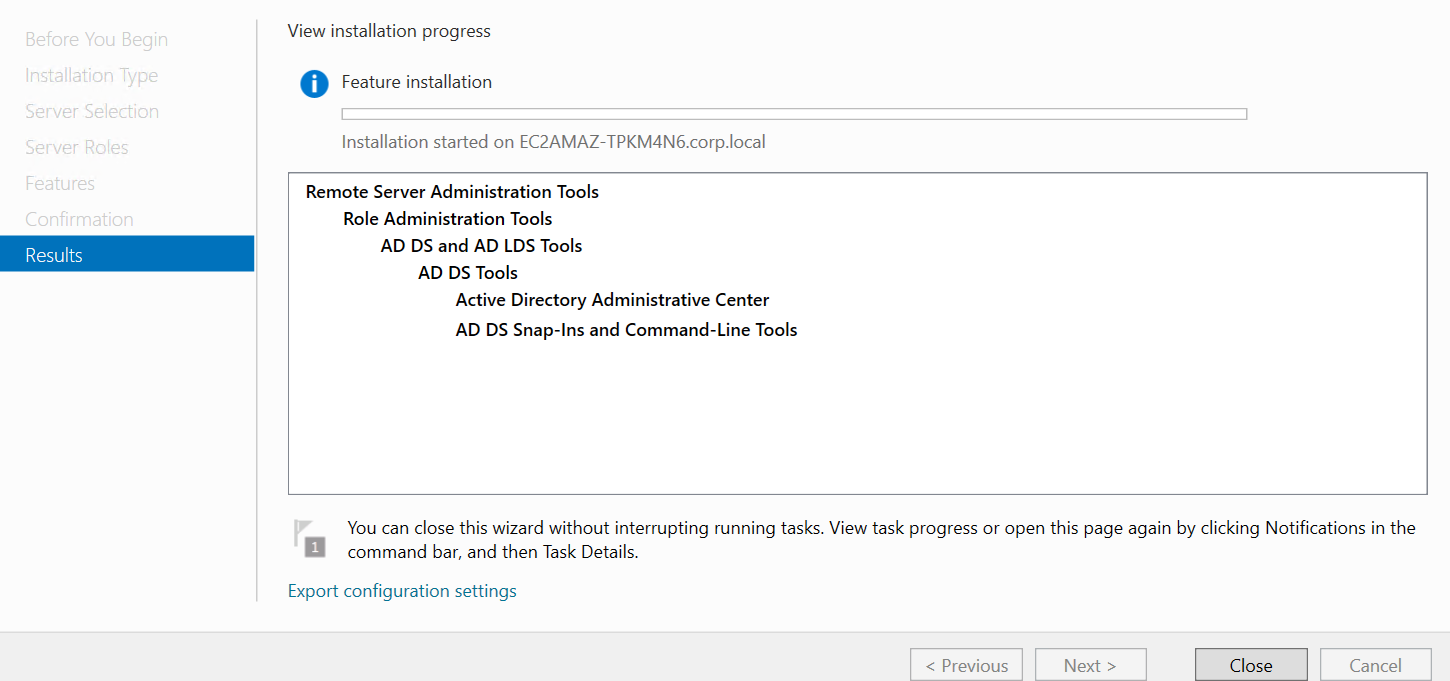 Before You Begin
Installation Type
Server Selection
Server Roles
Features
Confirmation
Results
View installation progress
Feature installation
Installation started on EC2AMAZ-TPKM4N6.corp.local
Remote Server Administration Tools
Role Administration Tools
AD DS and AD LDS Tools
AD DS Tools
Active Directory Administrative Center
AD DS Snap-Ins and Command-Line Tools
1
You can close this wizard without interrupting running tasks. View task progress or open this page again by clicking Notifications in the
command bar, and then Task Details.
Export configuration settings
< Previous
Next >
Close
Cancel